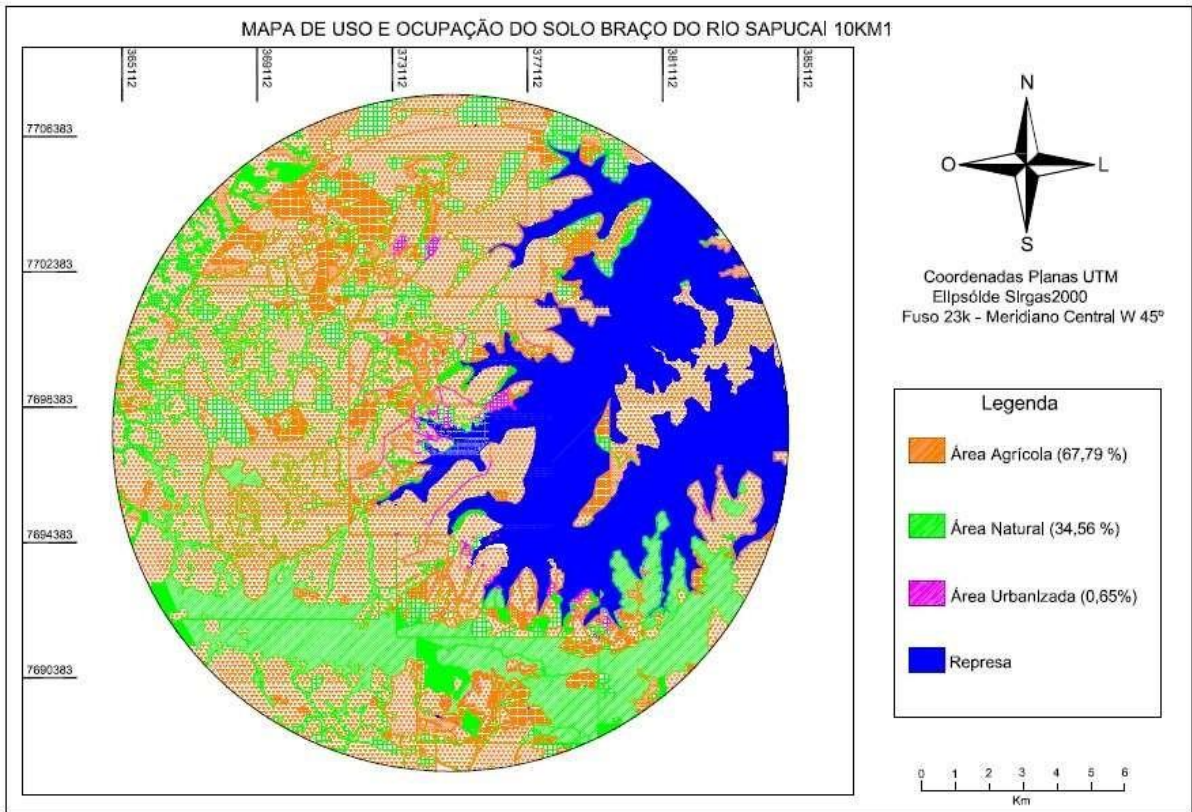 MAPA DE USO E OCUPAÇÃO DO SOLO BRAÇO DO RIO SAPUCAI 10KM1
365112
369112
373112
377112
381112
385112
7706383
7702383
7698383
7694383
7690383
N
O
L
S
Coordenadas Planas UTM
Elipsólde Sirgas2000
Fuso 23k - Meridiano Central W 45º
Legenda
Área Agrícola (67,79 %)
Área Natural (34,56 %)
Área Urbanizada (0,65%)
Represa
0 1 2 3 4 5 6
Km